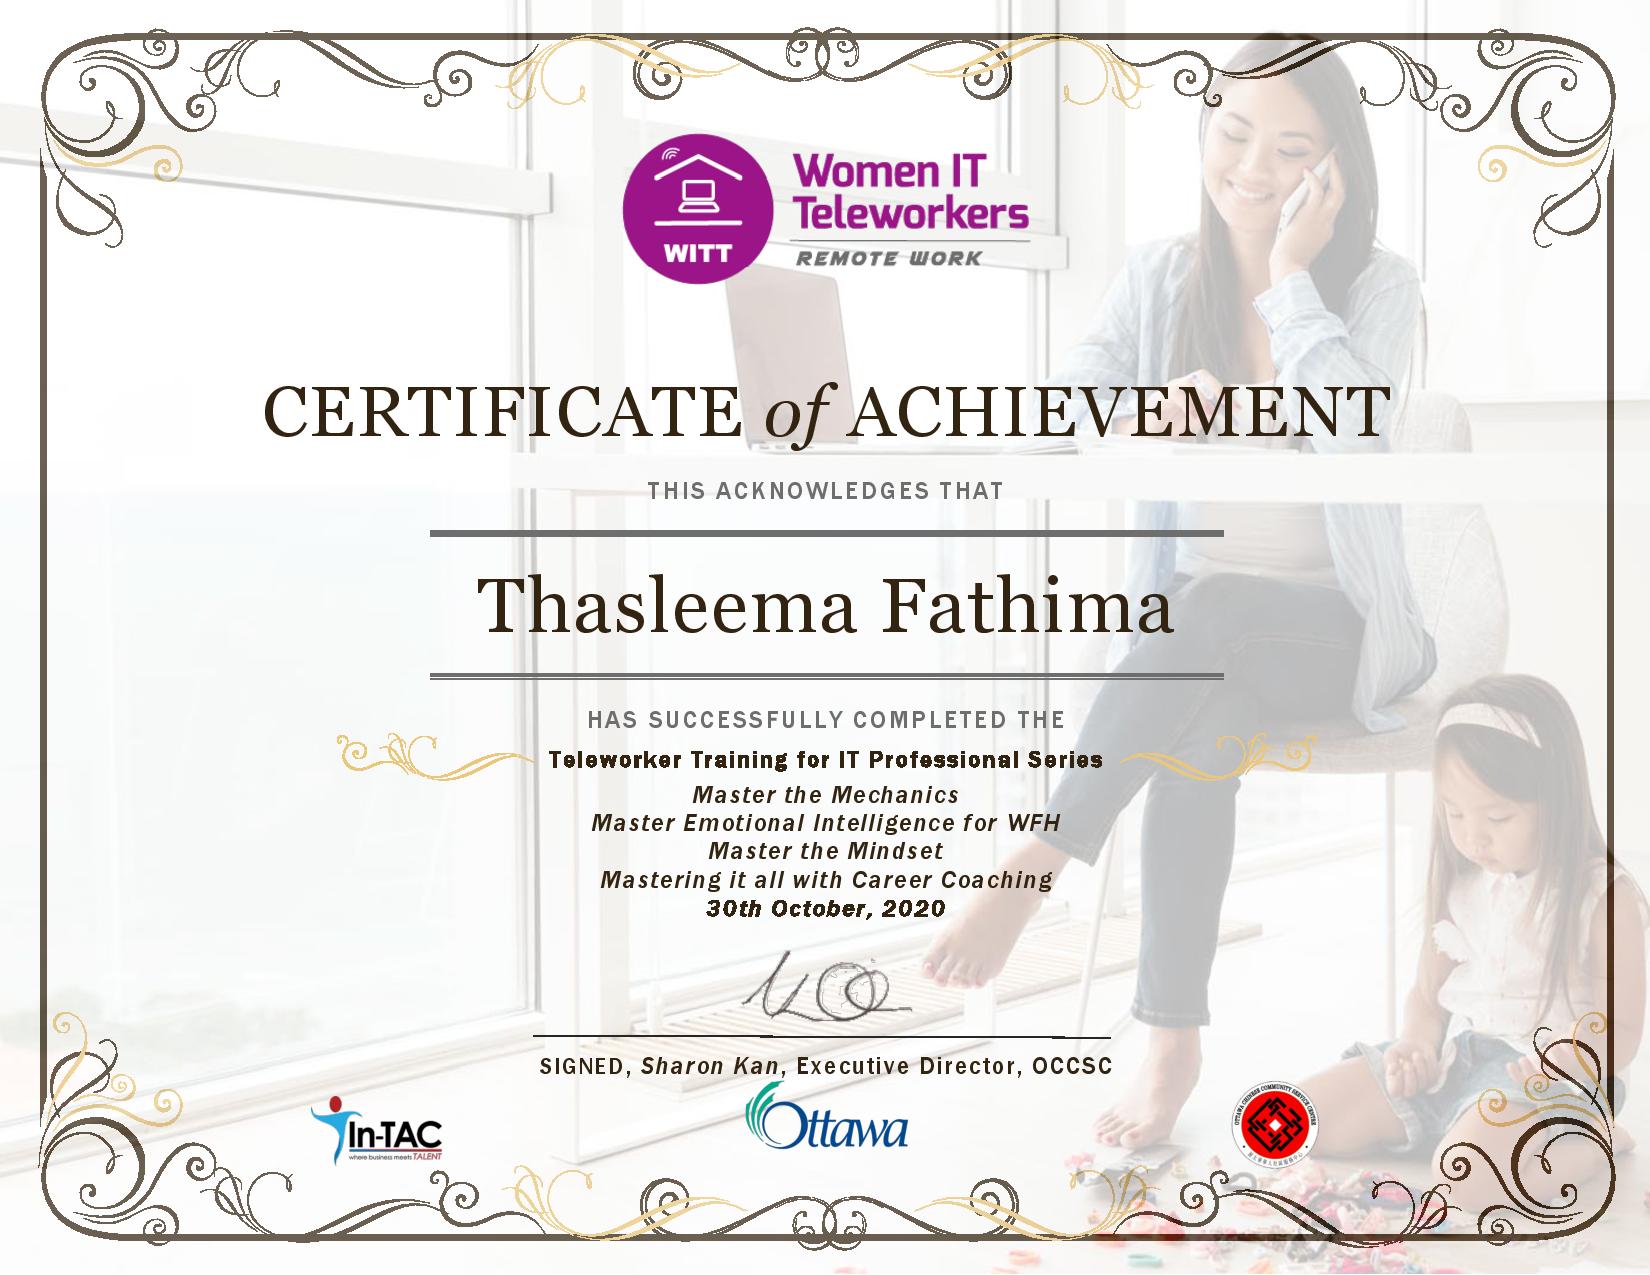 WITT
Women IT
Teleworkers
REMOTE WORK
CERTIFICATE of ACHIEVEMENT
THIS ACKNOWLEDGES THAT
Thasleema Fathima
HAS SUCCESSFULLY COMPLETED THE
Teleworker Training for IT Professional Series
Master the Mechanics
Master Emotional Intelligence for WFH
Master the Mindset
Mastering it all with Career Coaching
30th October, 2020
SIGNED, Sharon Kan, Executive Director, OCCSC
In-TAC
where business meets TALENT
Ottawa
OTTAWA CHINESE COMMUNITY SERVICE CENTRE